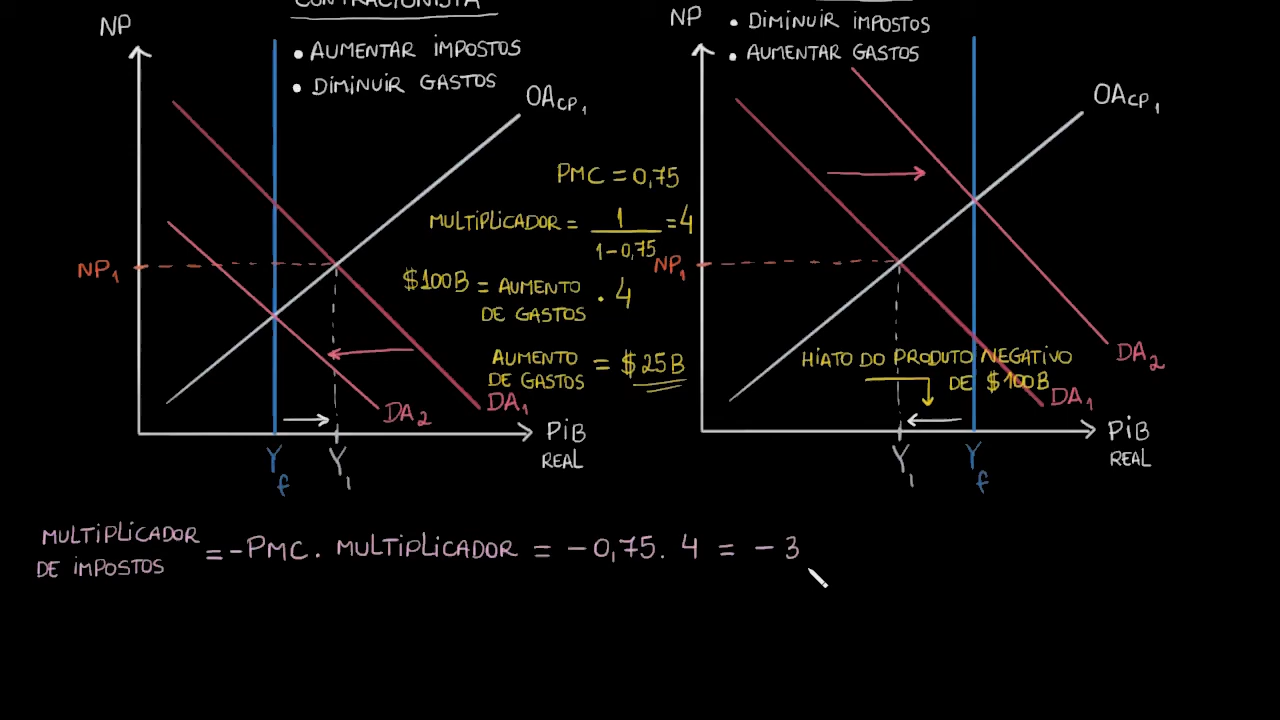 CONTRACIONISTA
NP
• AUMENTAR IMPOSTOS
• DIMINUIR GASTOS
OACP1
NP1
DA2
DA1
Yf
Y1
PIB
REAL
PMC = 0,75
MULTIPLICADOR = 1 / 1-0,75 = 4
$100B = AUMENTO
DE GASTOS · 4
AUMENTO
DE GASTOS = $25B
NP
• DIMINUIR IMPOSTOS
• AUMENTAR GASTOS
OACP1
NP1
HIATO DO PRODUTO NEGATIVO
DE $100B
DA2
DA1
Y1
Yf
PIB
REAL
MULTIPLICADOR
DE IMPOSTOS = -PMC. MULTIPLICADOR = -0,75. 4 = -3